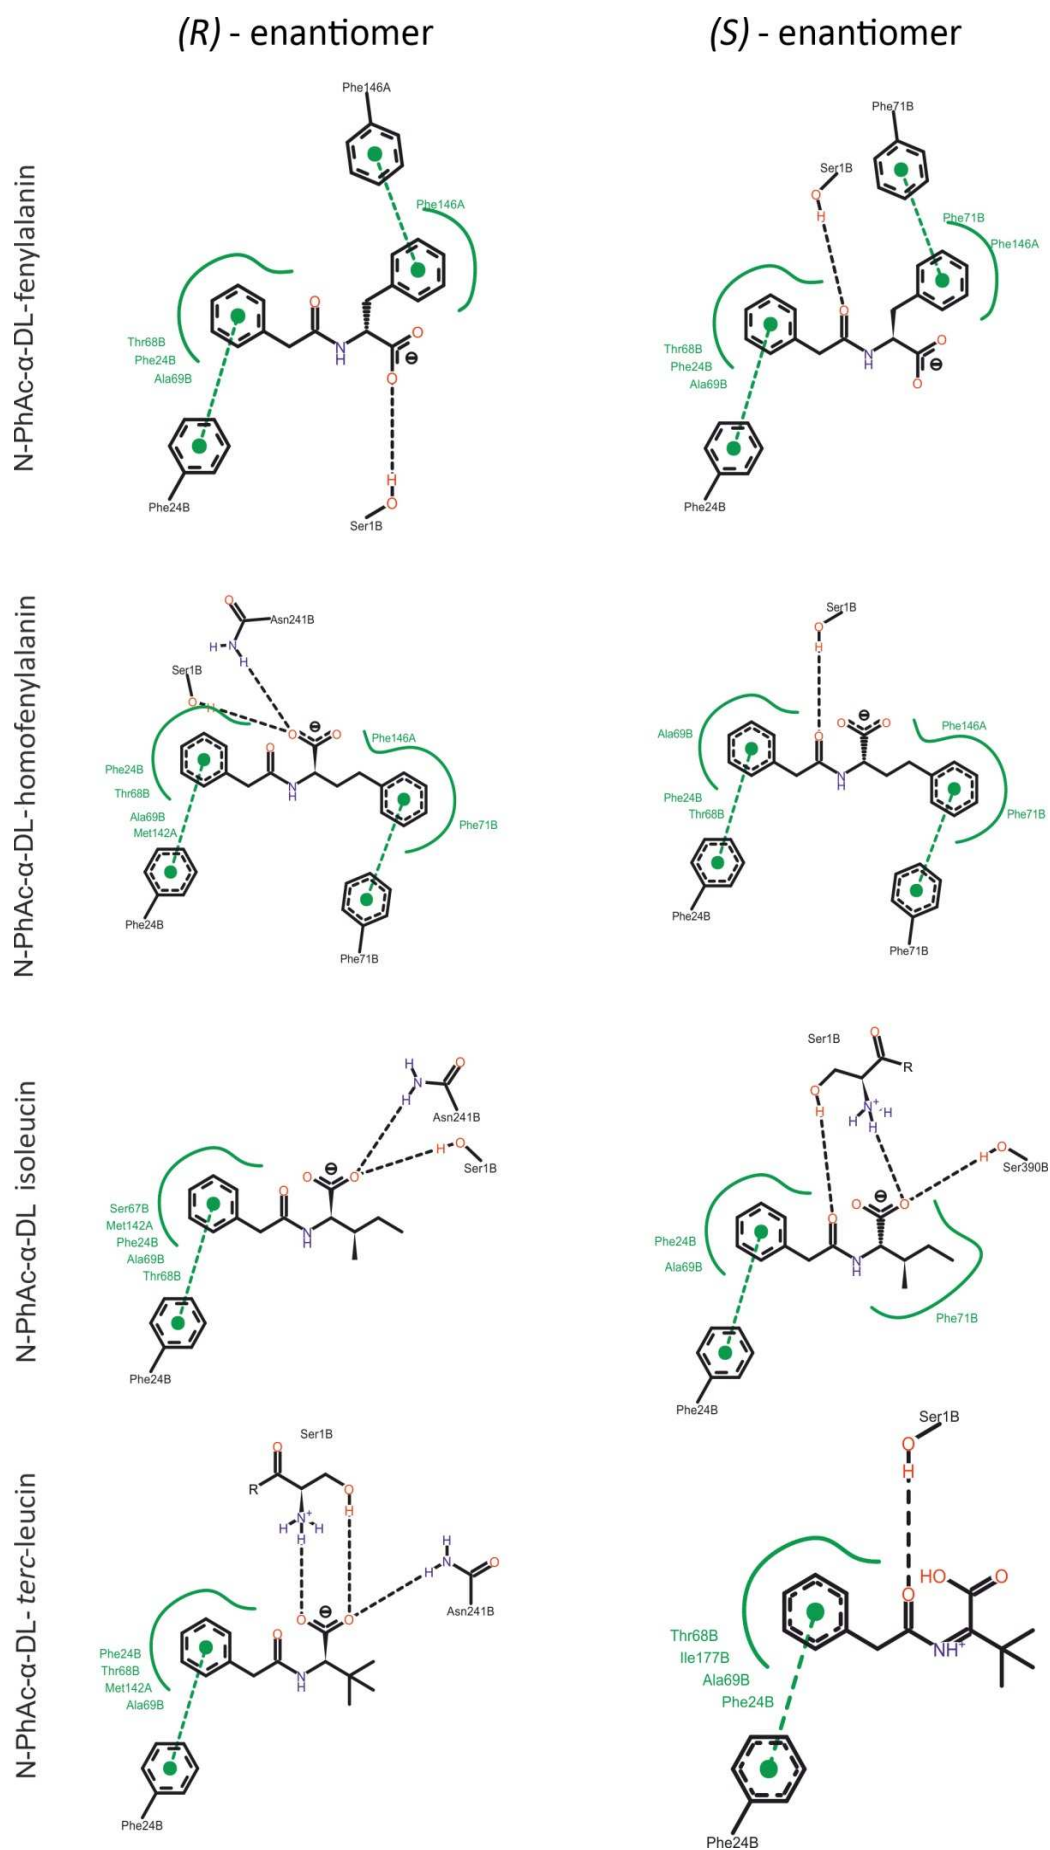 (R) - enantiomer
(S) - enantiomer
N-PhAc-α-DL-fenylalanin
Phe146A
Phe146A
Thr68B
Phe24B
Ala69B
O
N
H
O
O
⊖
H
O
Phe24B
Ser1B
Phe71B
Ser1B
O
H
Phe71B
Phe146A
Thr68B
Phe24B
Ala69B
O
N
H
O
O
⊖
Phe24B
N-PhAc-α-DL-homofenylalanin
O
Asn241B
H
N
H
Ser1B
O
H
O
⊖
O
O
N
H
Phe146A
Phe24B
Thr68B
Ala69B
Met142A
Phe71B
Phe24B
Phe71B
Ser1B
O
H
Ala69B
O
⊖
O
O
N
H
Phe146A
Phe24B
Thr68B
Phe71B
Phe24B
Phe71B
N-PhAc-α-DL isoleucin
H
N
H
O
Asn241B
H
O
Ser1B
O
⊖
O
O
N
H
Ser67B
Met142A
Phe24B
Ala69B
Thr68B
Phe24B
Ser1B
O
R
O
H
H
N+
H
H
H
O
Ser390B
O
⊖
O
O
N
H
Phe24B
Ala69B
Phe71B
Phe24B
N-PhAc-α-DL- terc-leucin
Ser1B
O
R
O
H
H
N+
H
H
H
N
H
O
Asn241B
O
⊖
O
O
N
H
Phe24B
Thr68B
Met142A
Ala69B
Phe24B
Ser1B
O
H
HO
O
O
NH+
Thr68B
Ile177B
Ala69B
Phe24B
Phe24B